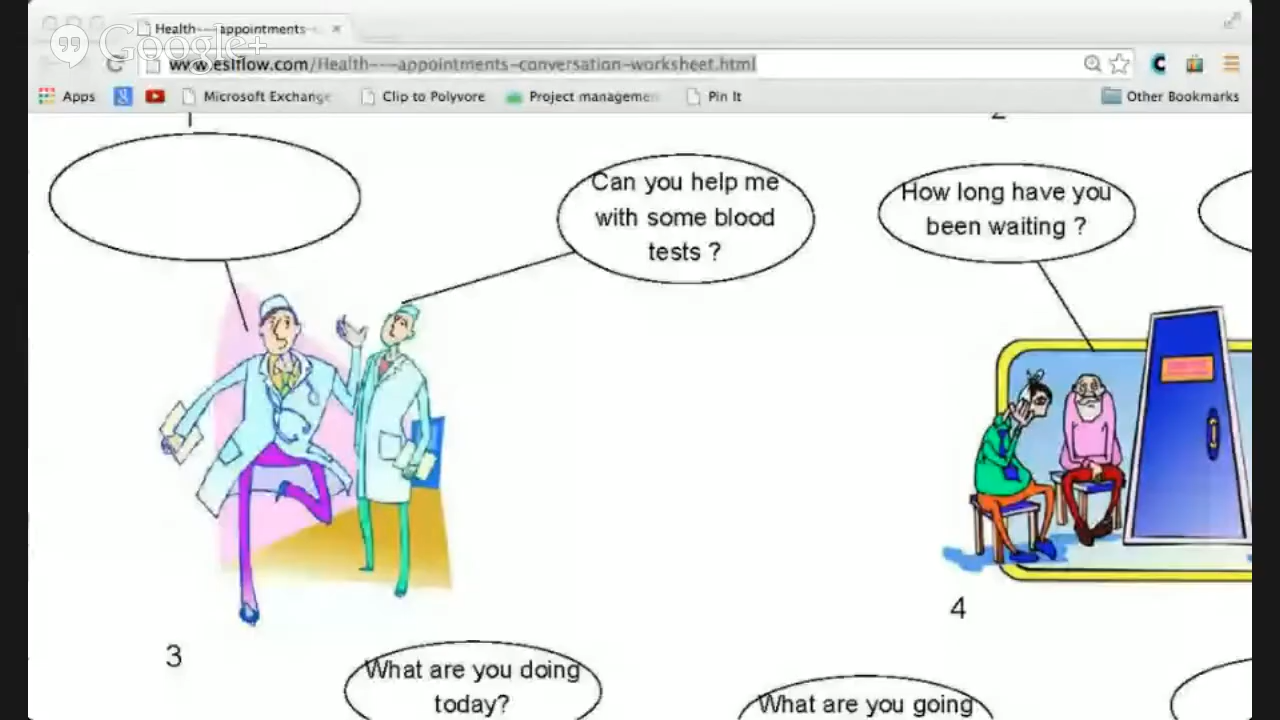 Health---appointments-
Google+
www.eslflow.com/Health---appointments-conversation-worksheet.html
Apps
Microsoft Exchange
Clip to Polyvore
Project managemen
Pin It
Other Bookmarks
2
Can you help me
with some blood
tests ?
How long have you
been waiting ?
4
3
What are you doing
today?
What are you going